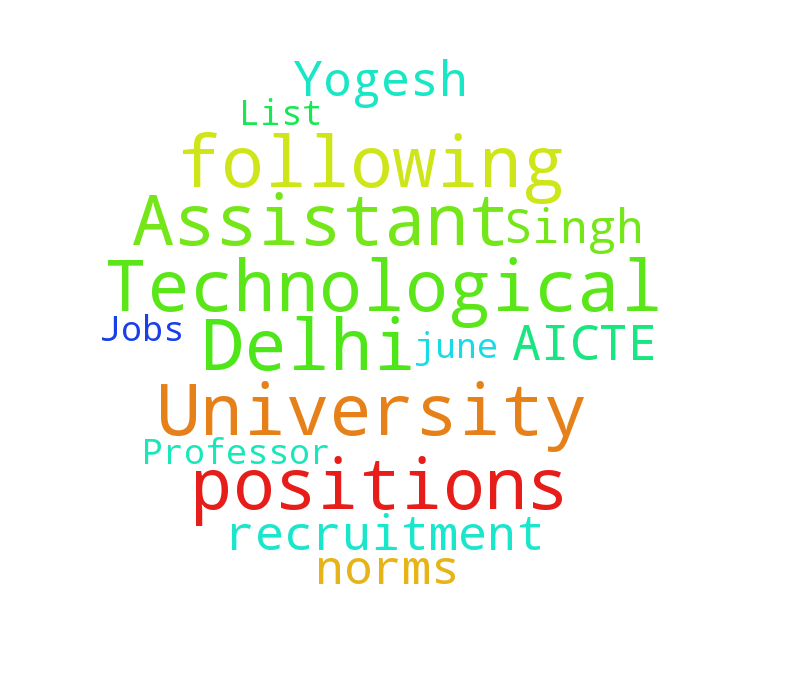 Yogesh
List
following
Assistant
Singh
Technological
Jobs
Delhi
june
AICTE
University
Professor
positions
recruitment
norms